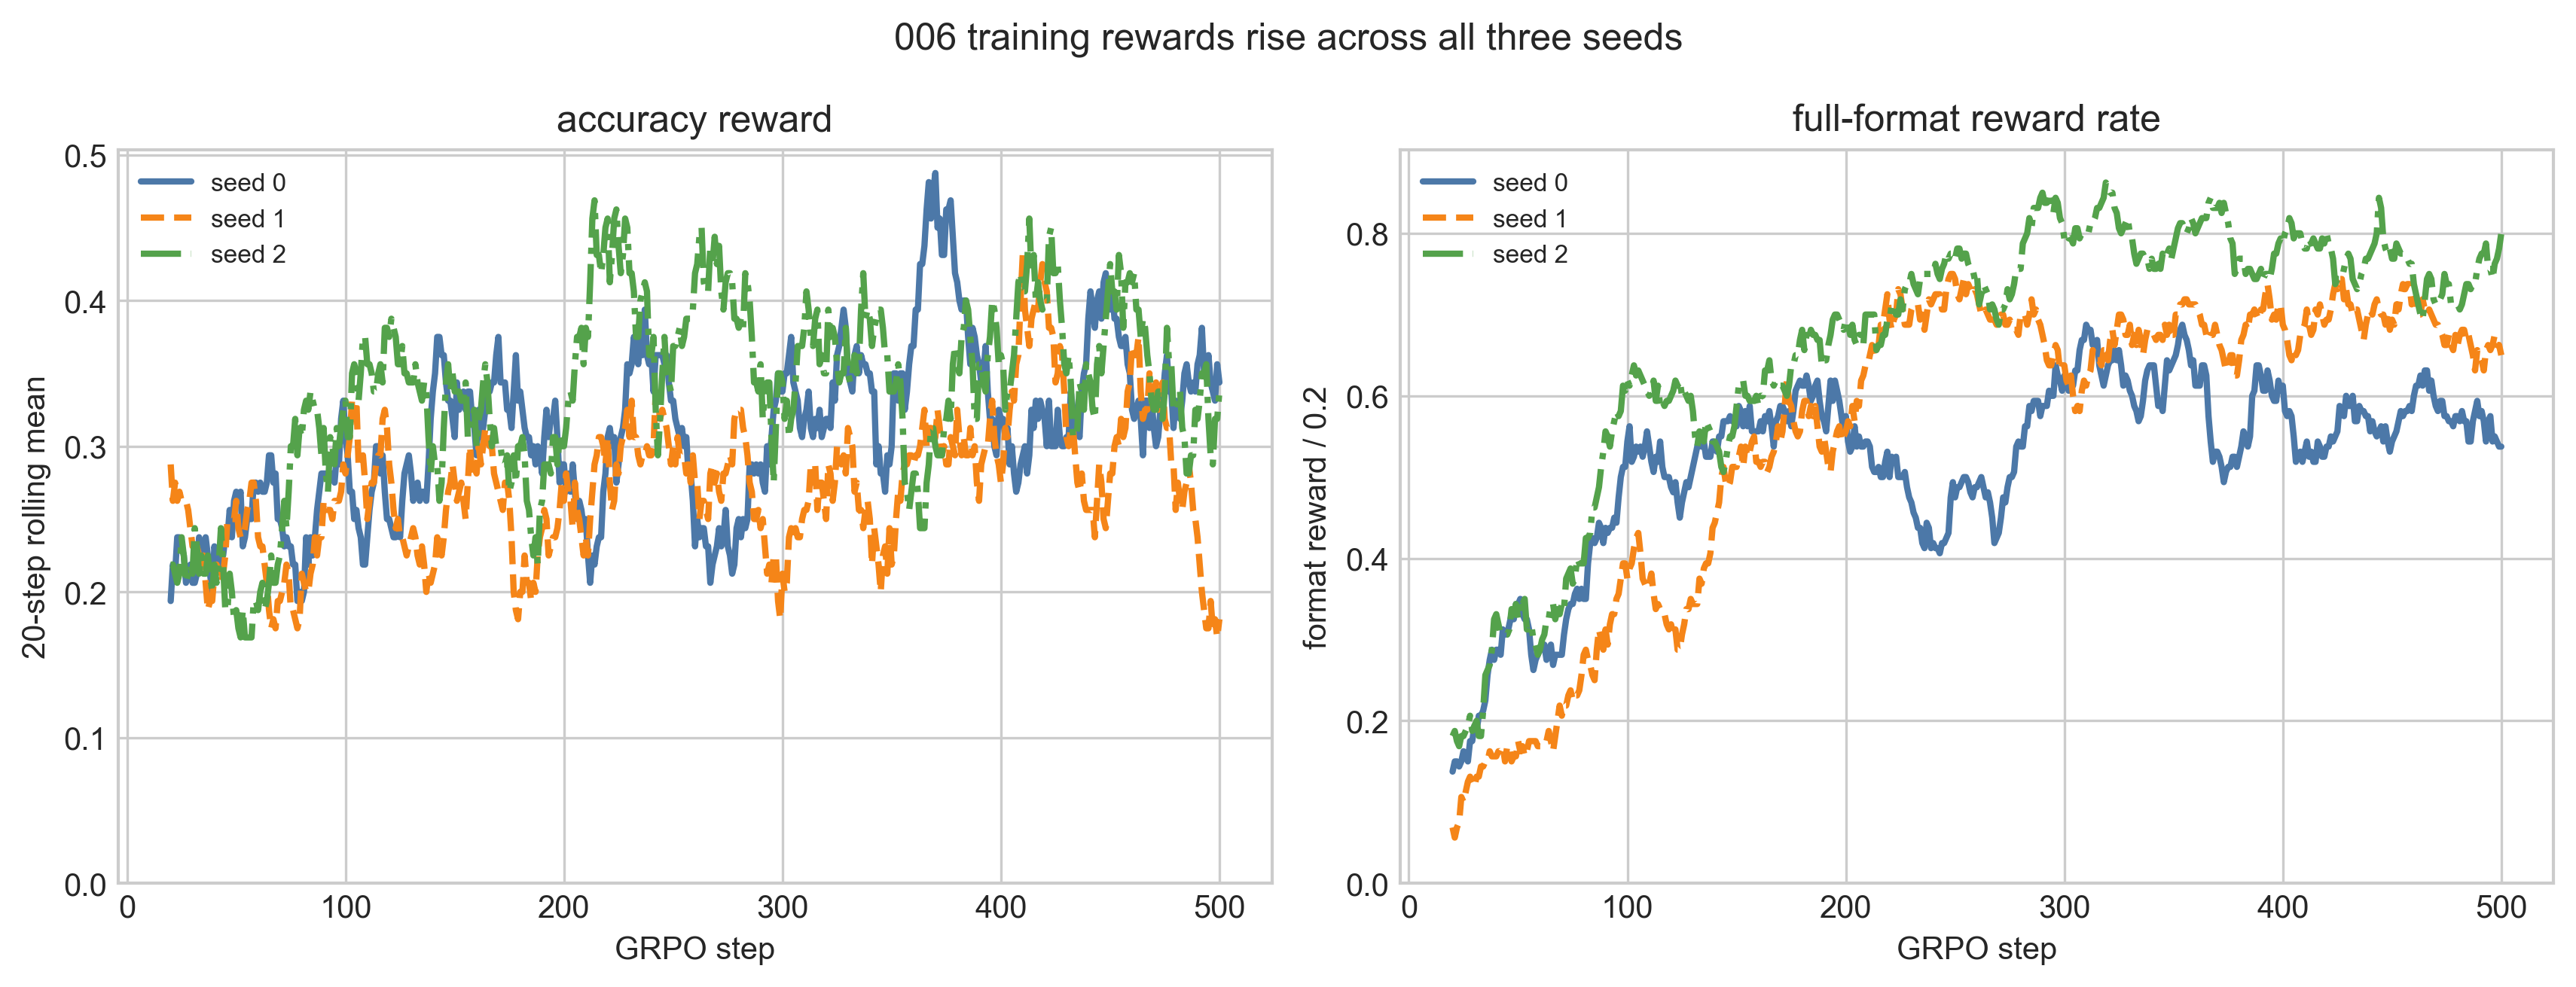 006 training rewards rise across all three seeds
accuracy reward
0.5
0.4
0.3
0.2
0.1
0.0
20-step rolling mean
seed 0
seed 1
seed 2
0
100
200
300
400
500
GRPO step
full-format reward rate
0.8
0.6
0.4
0.2
0.0
format reward / 0.2
seed 0
seed 1
seed 2
0
100
200
300
400
500
GRPO step